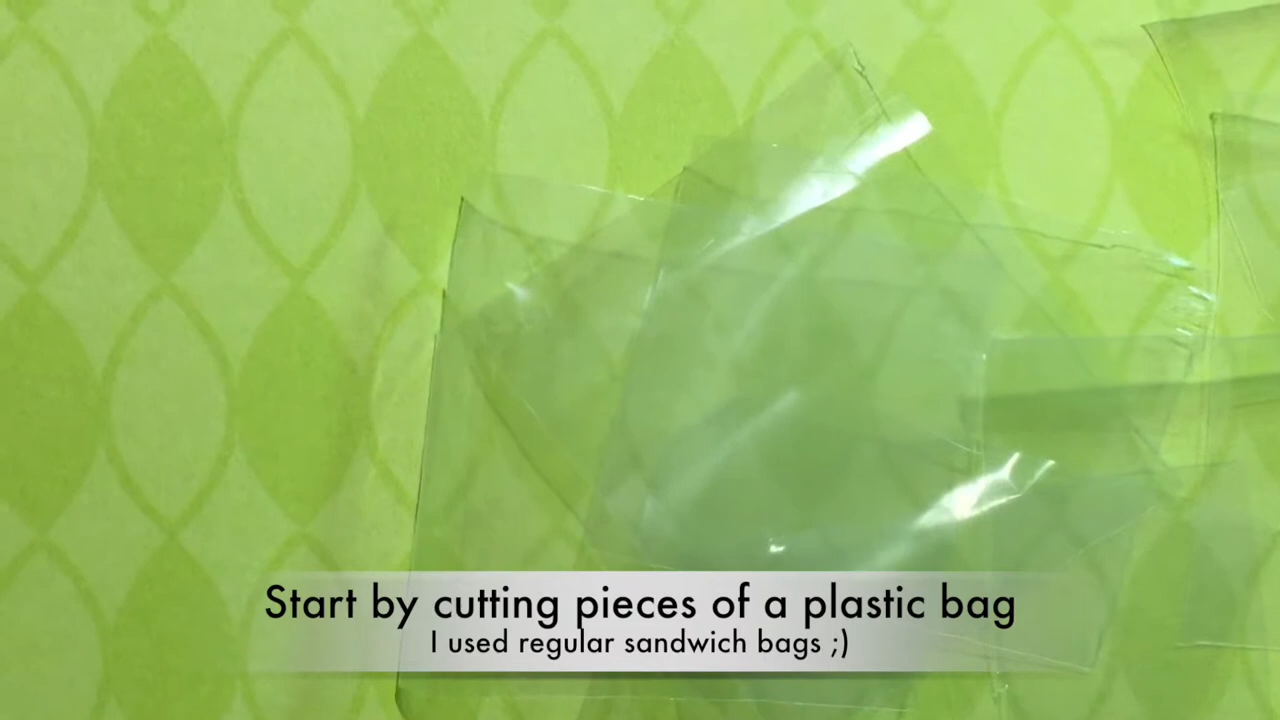 Start by cutting pieces of a plastic bag
I used regular sandwich bags ;)